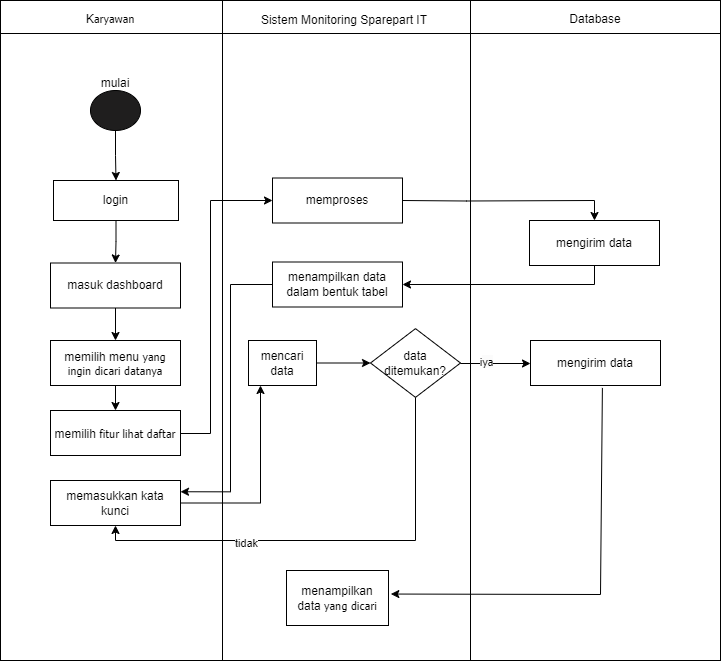 Karyawan
Sistem Monitoring Sparepart IT
Database
mulai
login
masuk dashboard
memilih menu yang
ingin dicari datanya
memilih fitur lihat daftar
memproses
mengirim data
menampilkan data
dalam bentuk tabel
memasukkan kata
kunci
mencari
data
data
ditemukan?
iya
mengirim data
tidak
menampilkan
data yang dicari